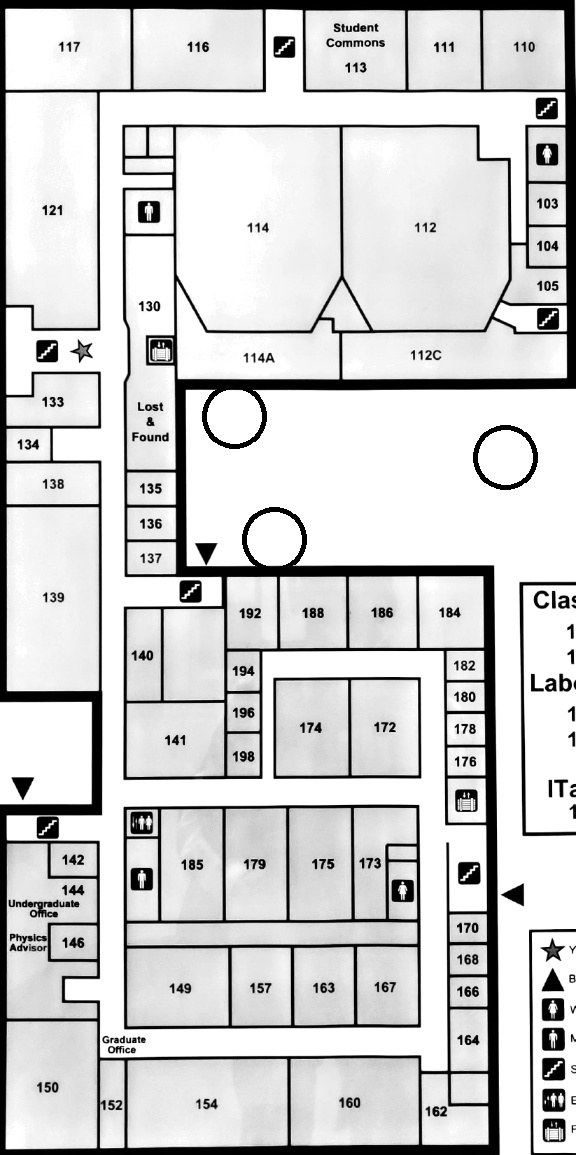 117
116
Student
Commons
113
111
110
121
114
112
103
104
105
130
114A
112C
133
Lost
&
Found
134
138
135
136
137
139
192
188
186
184
140
194
182
196
180
141
198
174
172
178
176
142
185
179
175
173
144
Undergraduate
Office
Physics
Advisor
146
170
168
149
157
163
167
166
164
Graduate
Office
150
152
154
160
162
Clas
1
1
Labo
1
1
ITa
1
Y
B
W
M
S
E
F